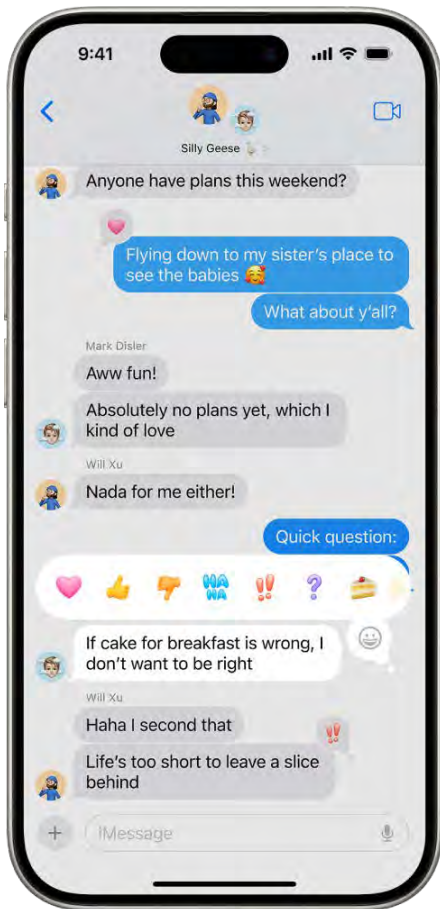 9:41
Silly Geese 🪿 >
Anyone have plans this weekend?
Flying down to my sister's place to
see the babies 🥰
What about y'all?
Mark Disler
Aww fun!
Absolutely no plans yet, which I
kind of love
Will Xu
Nada for me either!
Quick question:
HA HA
‼ ?
If cake for breakfast is wrong, I
don't want to be right
Will Xu
Haha I second that
‼
Life's too short to leave a slice
behind
iMessage